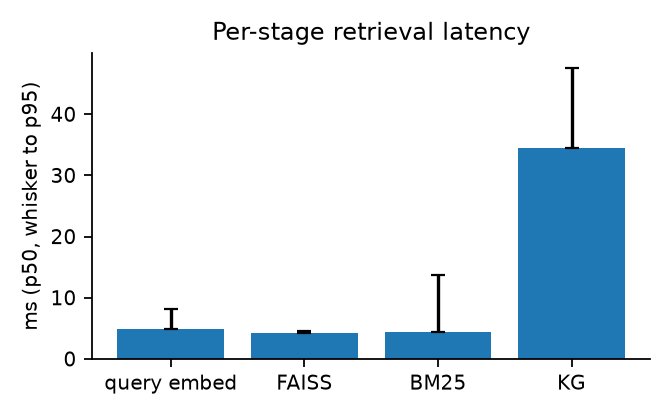 Per-stage retrieval latency
ms (p50, whisker to p95)
40
30
20
10
0
query embed FAISS BM25 KG